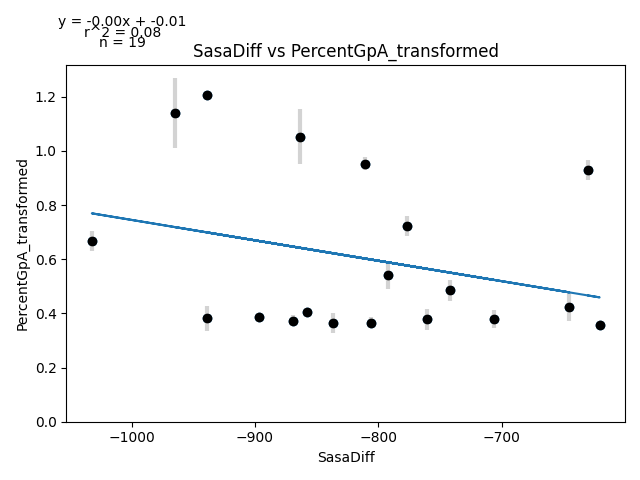 y = -0.00x + -0.01
r^2 = 0.08
n = 19
SasaDiff vs PercentGpA_transformed
PercentGpA_transformed
1.2
1.0
0.8
0.6
0.4
0.2
0.0
−1000 −900 −800 −700
SasaDiff